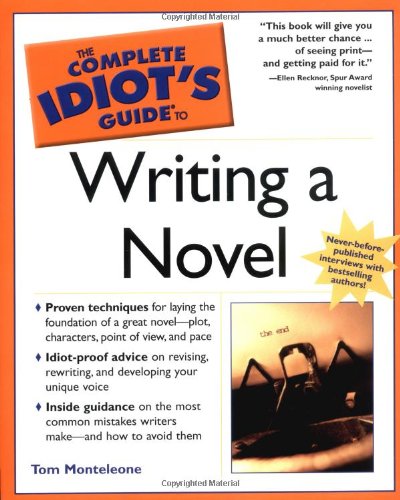 Copyrighted Material
THE
COMPLETE
IDIOT'S
GUIDE® TO
"This book will give you
a much better chance ...
of seeing print—
and getting paid for it."
—Ellen Recknor, Spur Award
winning novelist
Writing a
Novel
Never-before-
published
interviews with
bestselling
authors!
♦ Proven techniques for laying the
foundation of a great novel—plot,
characters, point of view, and pace
♦ Idiot-proof advice on revising,
rewriting, and developing your
unique voice
♦ Inside guidance on the most
common mistakes writers
make—and how to avoid them
the end
Tom Monteleone
Copyrighted Material